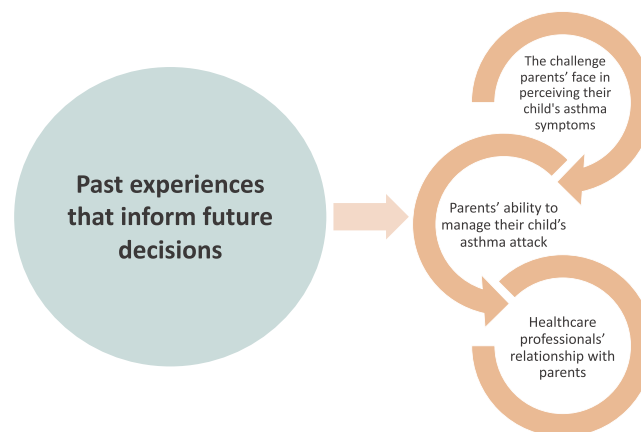 Past experiences
that inform future
decisions
The challenge
parents’ face in
perceiving their
child's asthma
symptoms
Parents’ ability to
manage their child’s
asthma attack
Healthcare
professionals’
relationship with
parents